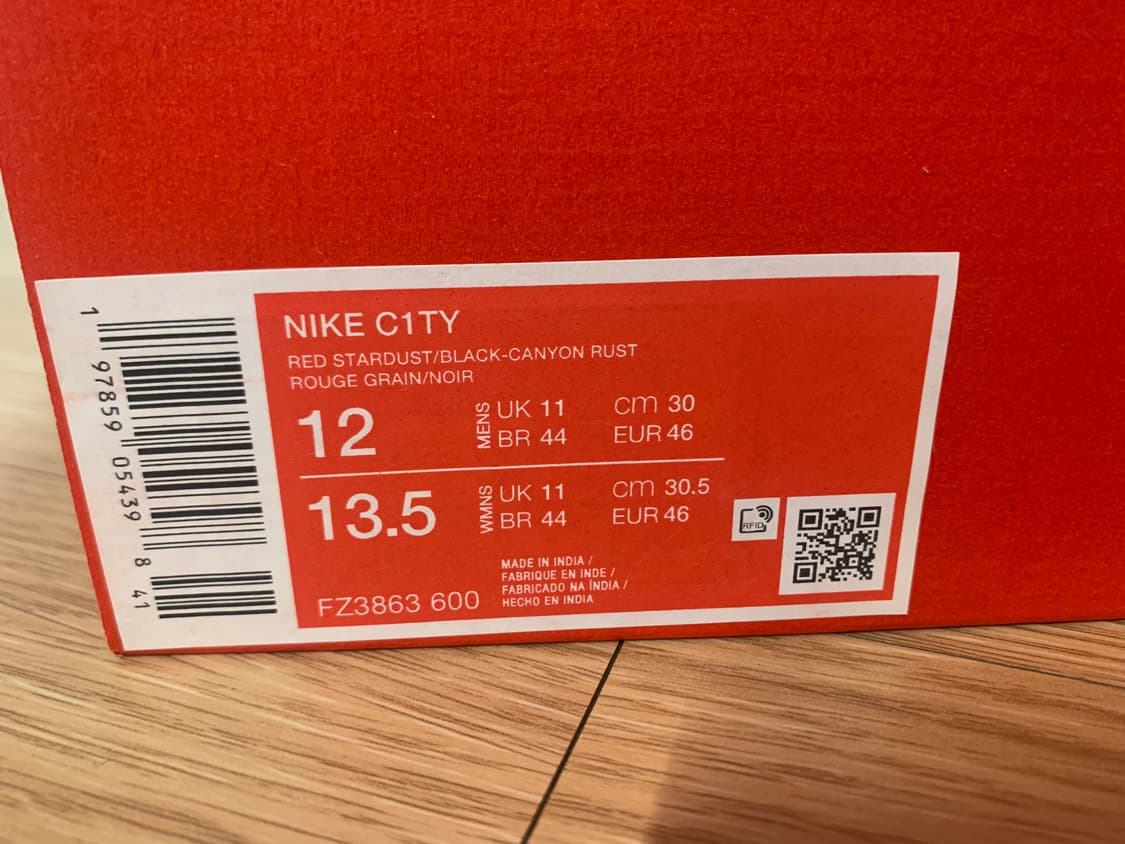 NIKE C1TY
RED STARDUST/BLACK-CANYON RUST
ROUGE GRAIN/NOIR
12
MENS
UK 11
cm 30
BR 44
EUR 46
13.5
WMNS
UK 11
cm 30.5
BR 44
EUR 46
RFID
MADE IN INDIA /
FABRIQUE EN INDE /
FABRICADO NA ÍNDIA /
HECHO EN INDIA
FZ3863 600
1 97859 05439 8 41